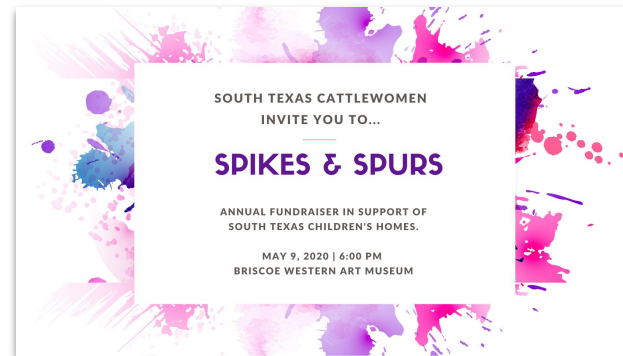 SOUTH TEXAS CATTLEWOMEN
INVITE YOU TO...
SPIKES & SPURS
ANNUAL FUNDRAISER IN SUPPORT OF
SOUTH TEXAS CHILDREN'S HOMES.
MAY 9, 2020 | 6:00 PM
BRISCOE WESTERN ART MUSEUM